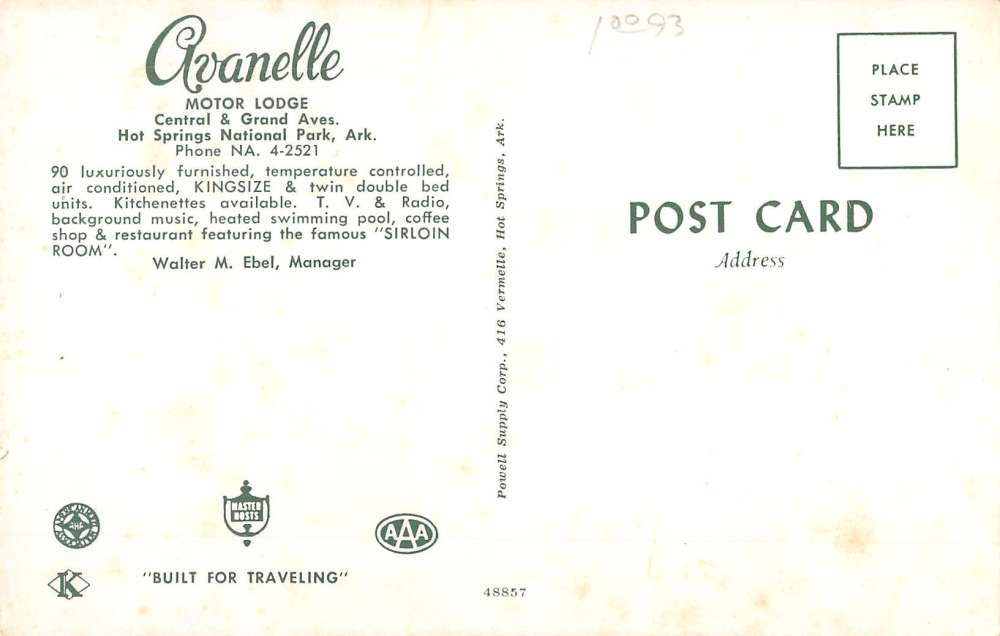 Avanelle
MOTOR LODGE
Central & Grand Aves.
Hot Springs National Park, Ark.
Phone NA. 4-2521
90 luxuriously furnished, temperature controlled,
air conditioned, KINGSIZE & twin double bed
units. Kitchenettes available. T. V. & Radio,
background music, heated swimming pool, coffee
shop & restaurant featuring the famous "SIRLOIN
ROOM".
Walter M. Ebel, Manager
MASTER
HOSTS
AAA
K
"BUILT FOR TRAVELING"
Powell Supply Corp., 416 Vermelle, Hot Springs, Ark.
48857
PLACE
STAMP
HERE
POST CARD
Address